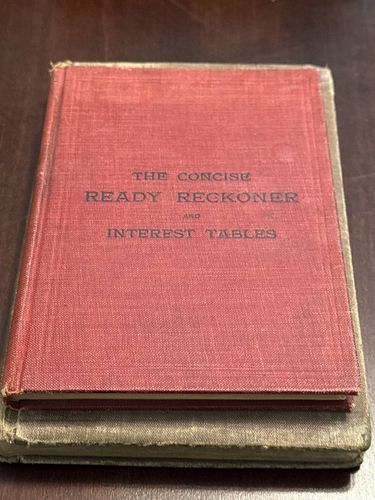 THE CONCISE
READY RECKONER
AND
INTEREST TABLES